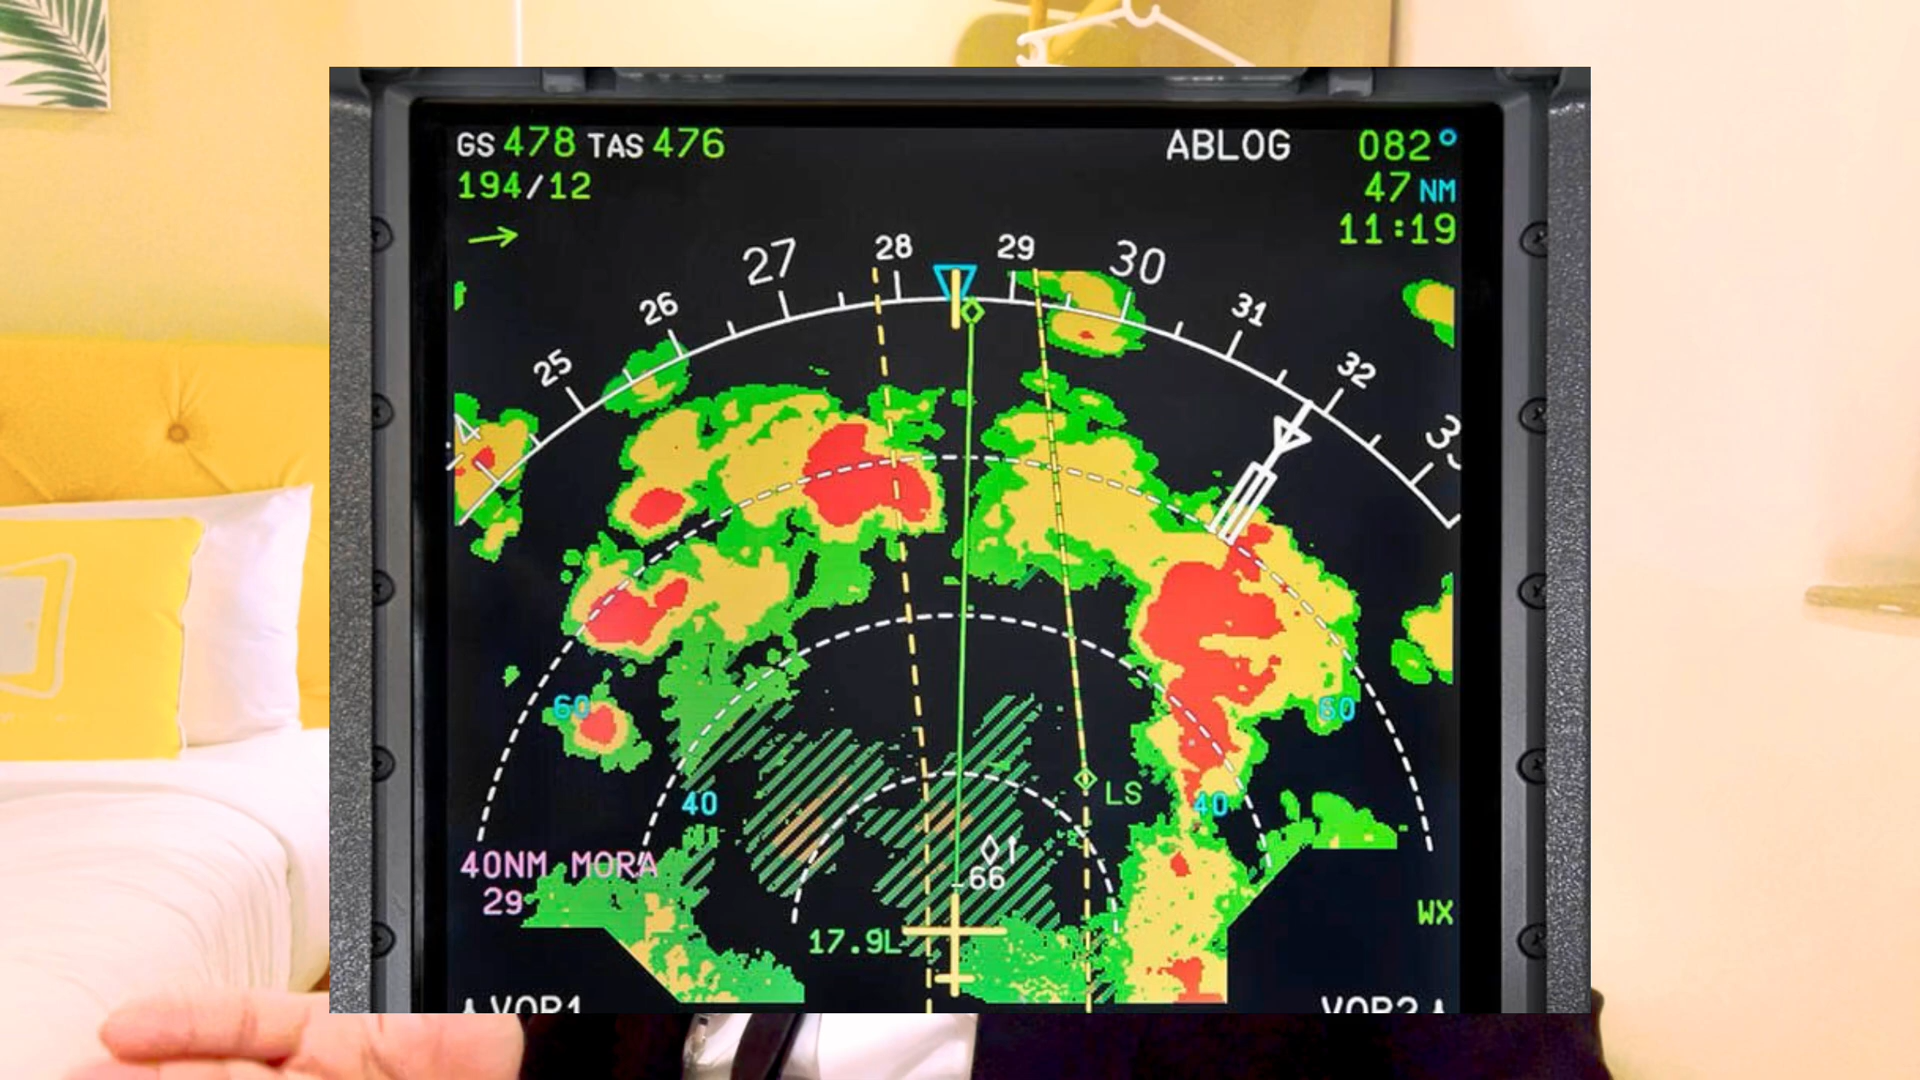 GS 478 TAS 476
194/12
ABLOG 082°
47 NM
11:19
25
26
27
28
29
30
31
32
60
60
40
40
LS
1
-66
40NM MORA
29
17.9L
WX
VOR1
VOR2